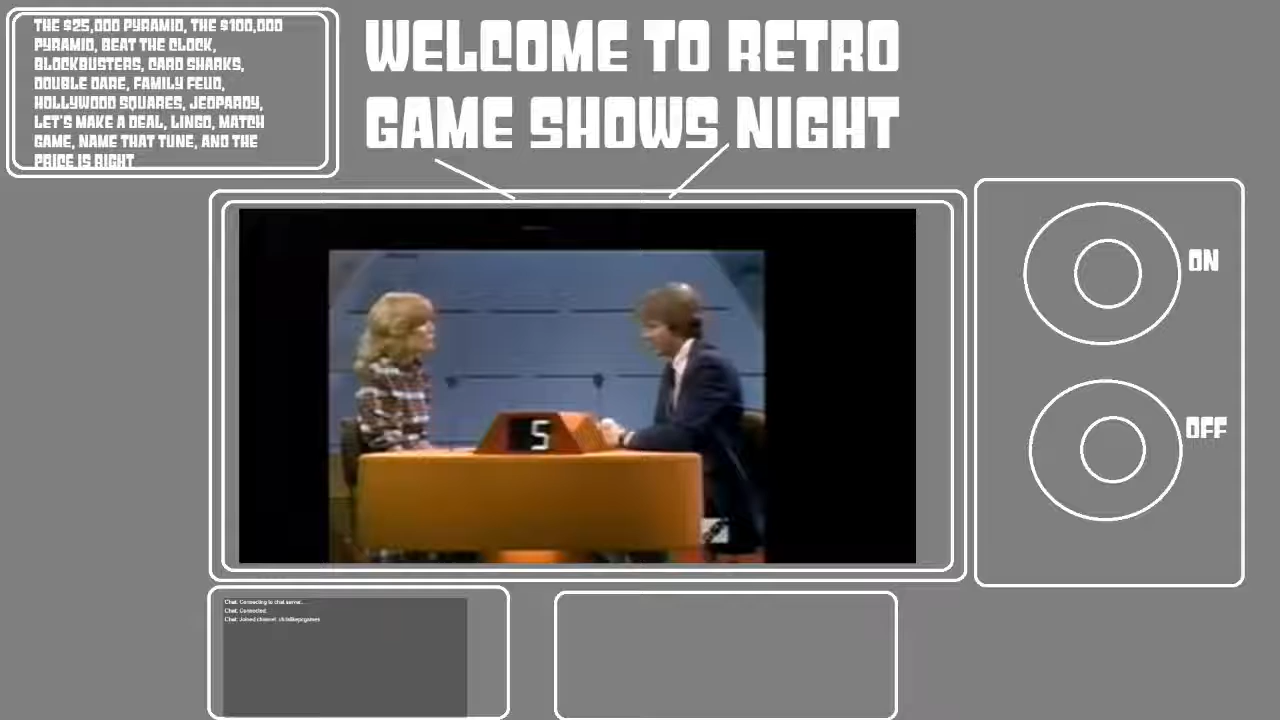 THE $25,000 PYRAMID, THE $100,000
PYRAMID, BEAT THE CLOCK,
BLOCKBUSTERS, CARD SHARKS,
DOUBLE DARE, FAMILY FEUD,
HOLLYWOOD SQUARES, JEOPARDY,
LET'S MAKE A DEAL, LINGO, MATCH
GAME, NAME THAT TUNE, AND THE
PRICE IS RIGHT
WELCOME TO RETRO
GAME SHOWS NIGHT
ON
OFF
5
Chat: Connecting to chat server...
Chat: Connected
Chat: Joined channel: